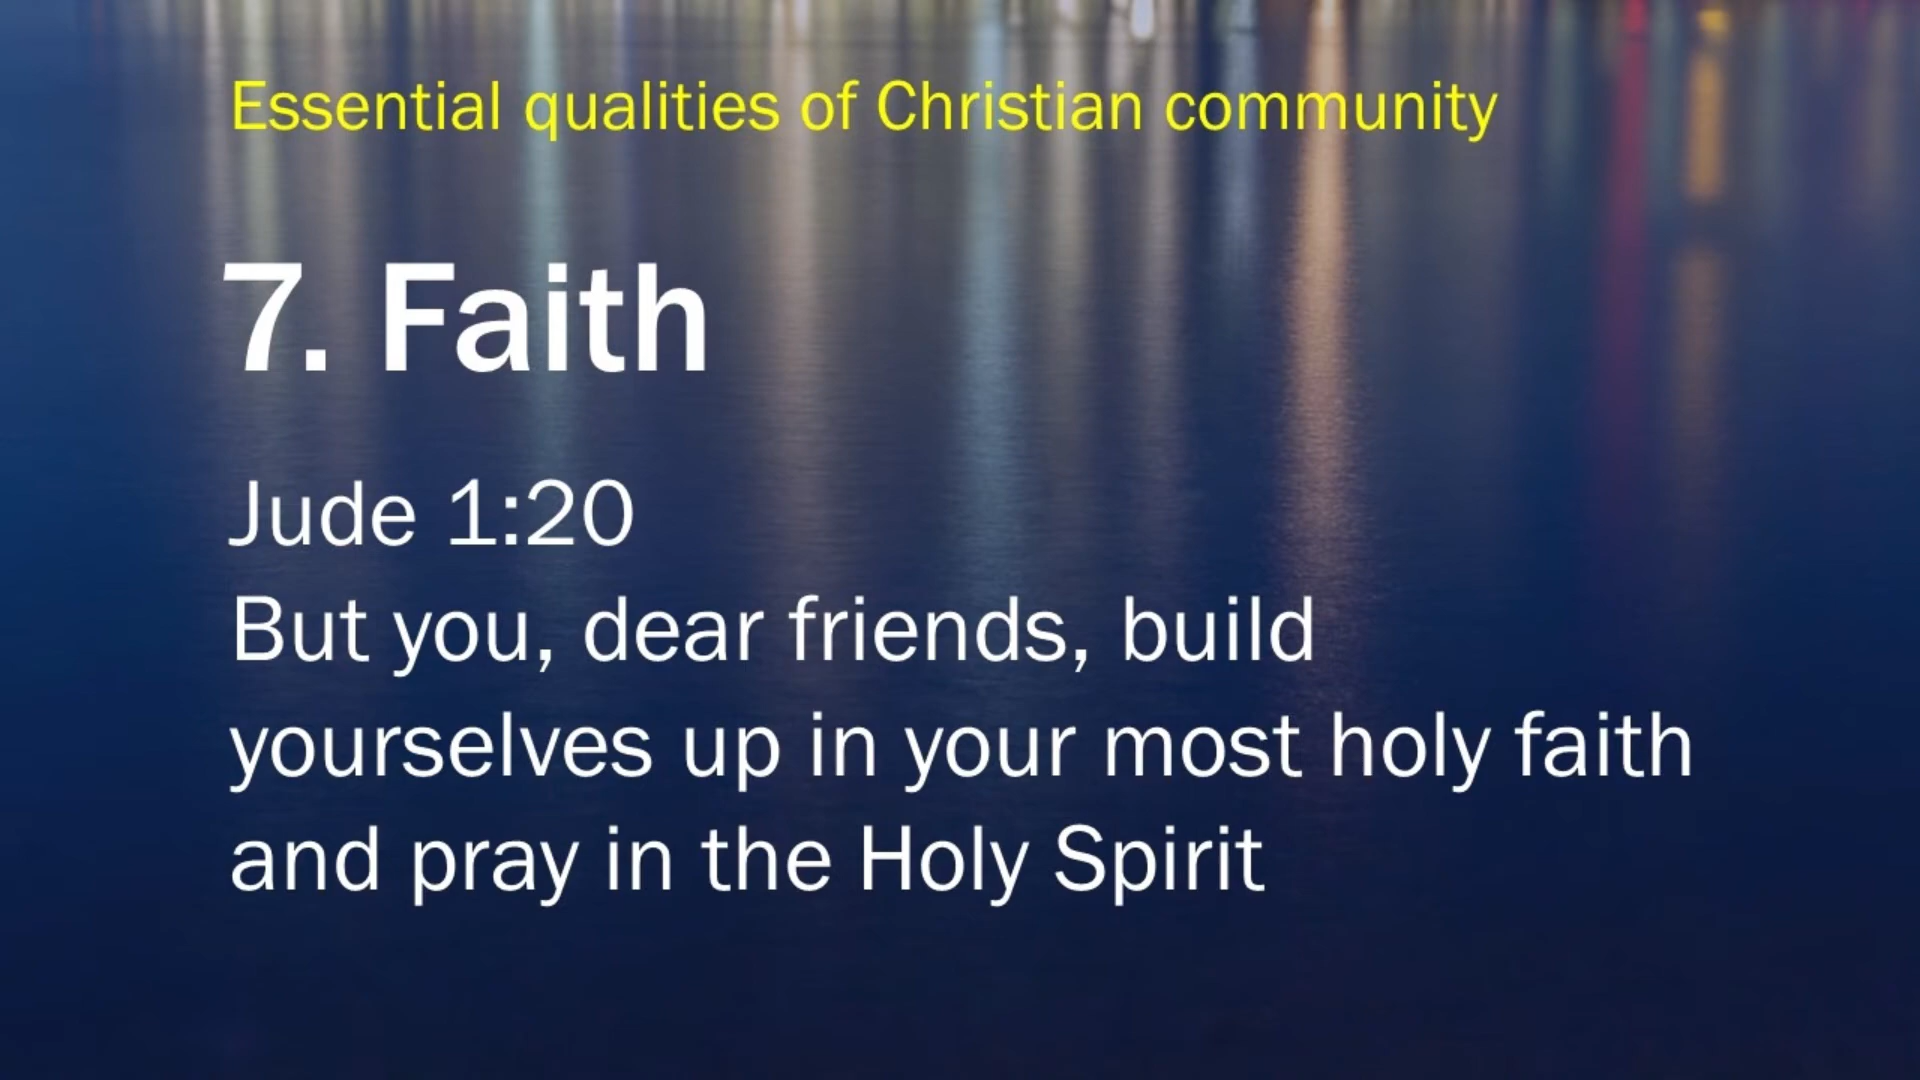 Essential qualities of Christian community
7. Faith
Jude 1:20
But you, dear friends, build
yourselves up in your most holy faith
and pray in the Holy Spirit